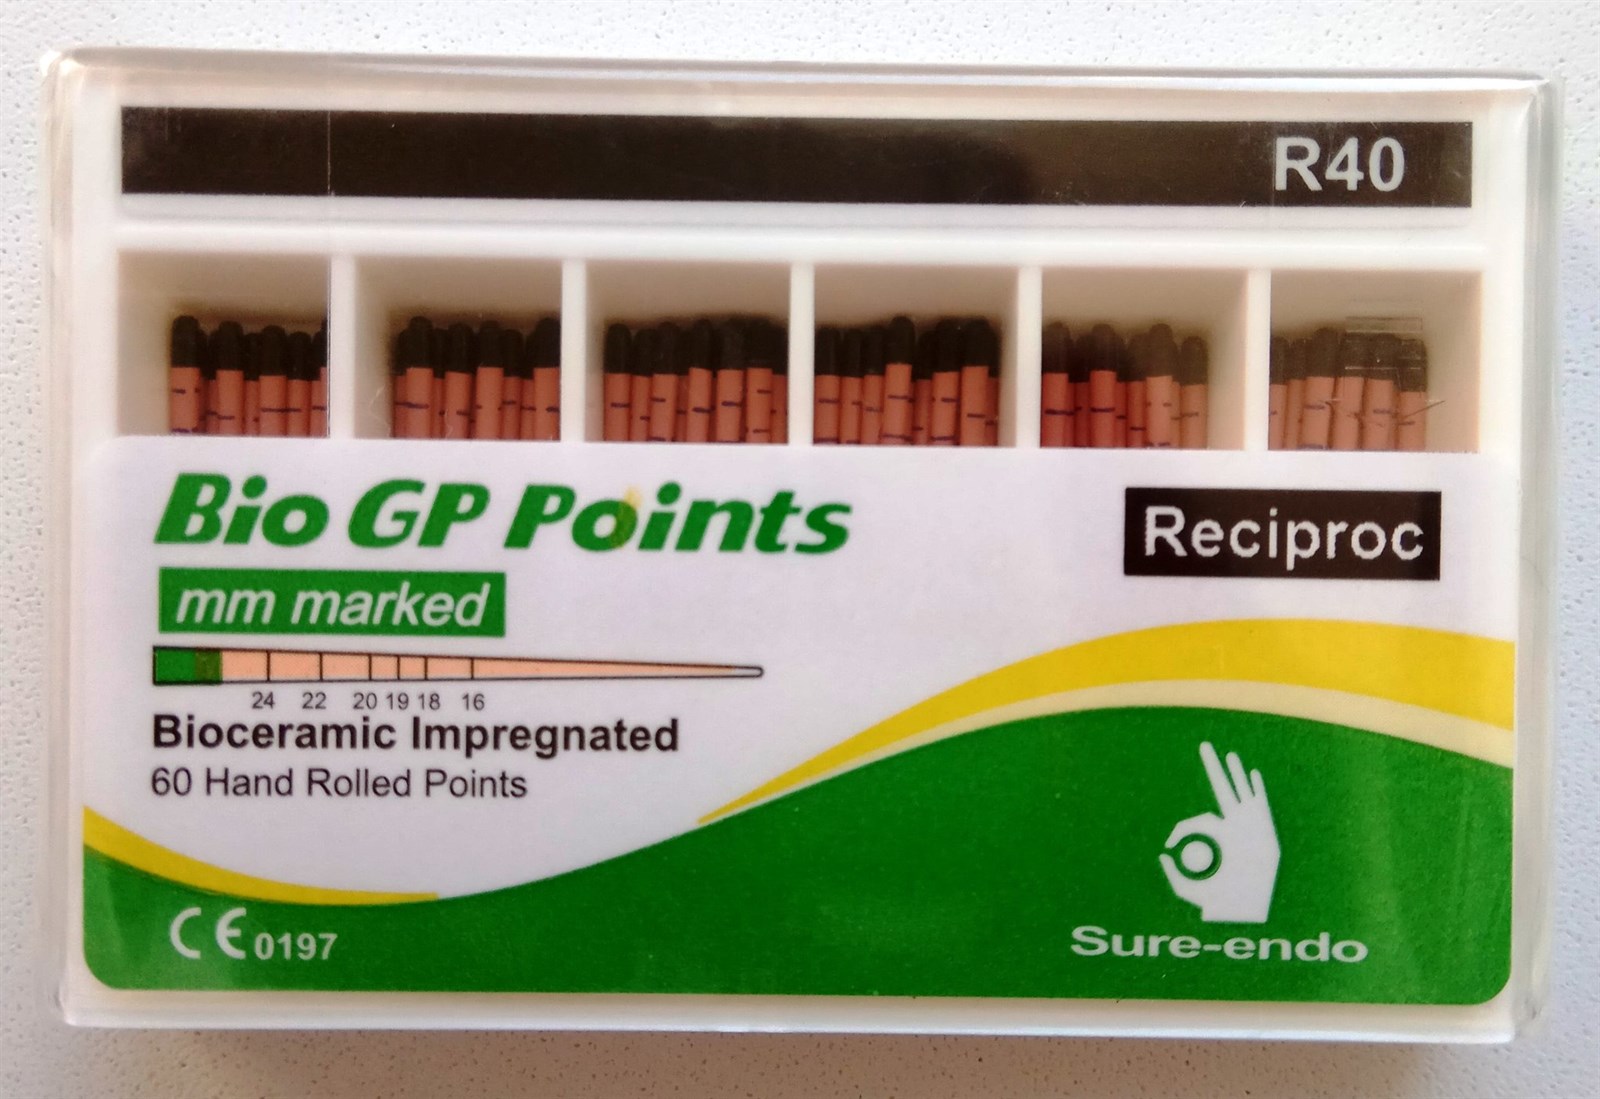 R40
Bio GP Points
Reciproc
mm marked
24 22 20 19 18 16
Bioceramic Impregnated
60 Hand Rolled Points
CE 0197
Sure-endo